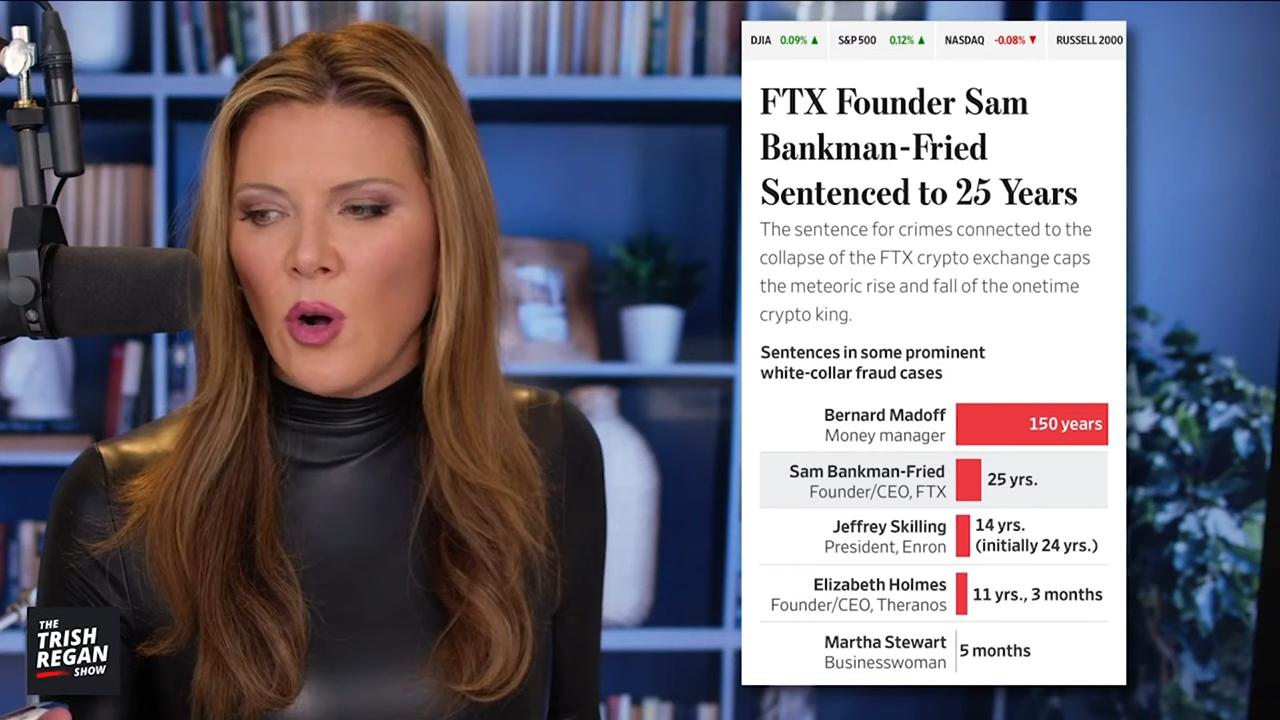 DJIA 0.09% ▲ S&P 500 0.12% ▲ NASDAQ -0.08% ▼ RUSSELL 2000
FTX Founder Sam
Bankman-Fried
Sentenced to 25 Years
The sentence for crimes connected to the
collapse of the FTX crypto exchange caps
the meteoric rise and fall of the onetime
crypto king.
Sentences in some prominent
white-collar fraud cases
Bernard Madoff
Money manager
150 years
Sam Bankman-Fried
Founder/CEO, FTX
25 yrs.
Jeffrey Skilling
President, Enron
14 yrs.
(initially 24 yrs.)
Elizabeth Holmes
Founder/CEO, Theranos
11 yrs., 3 months
Martha Stewart
Businesswoman
5 months
THE
TRISH
REGAN
SHOW